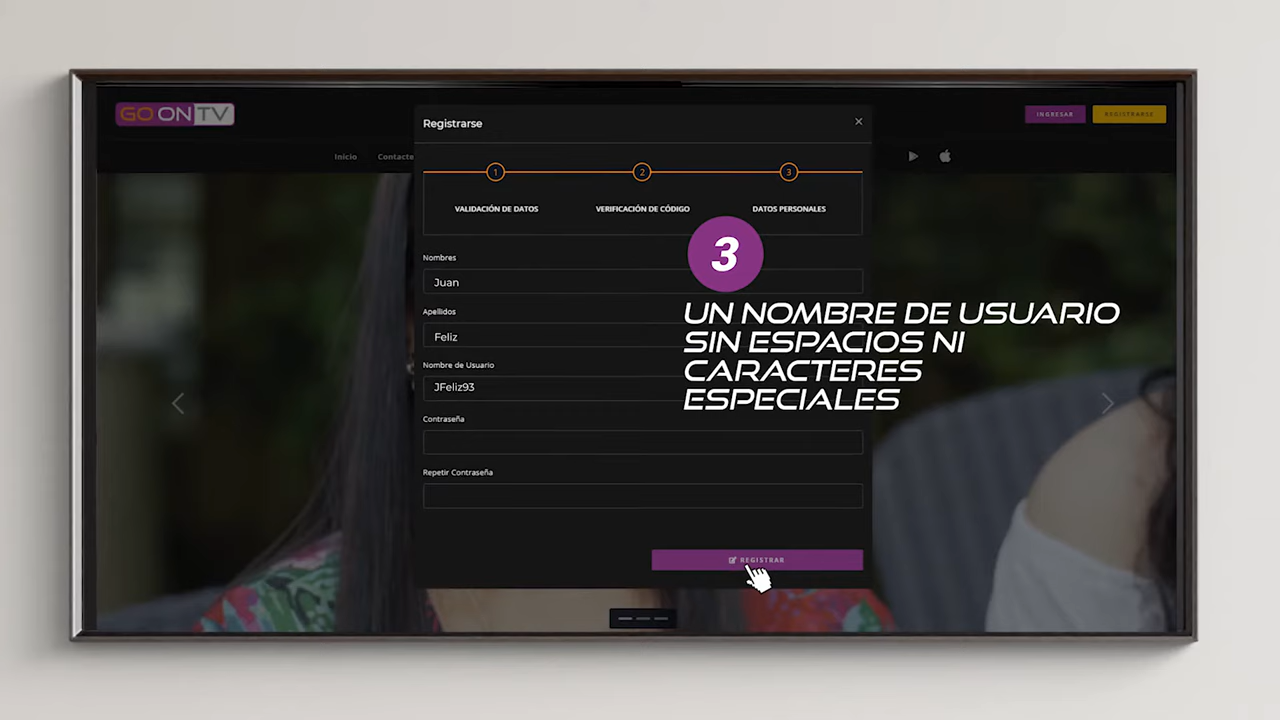 GO ON TV
INGRESAR
REGISTRARSE
Inicio
Contacte
Registrarse
×
1
2
3
VALIDACIÓN DE DATOS
VERIFICACIÓN DE CÓDIGO
DATOS PERSONALES
3
UN NOMBRE DE USUARIO
SIN ESPACIOS NI
CARACTERES
ESPECIALES
Nombres
Juan
Apellidos
Feliz
Nombre de Usuario
JFeliz93
Contraseña
Repetir Contraseña
REGISTRAR